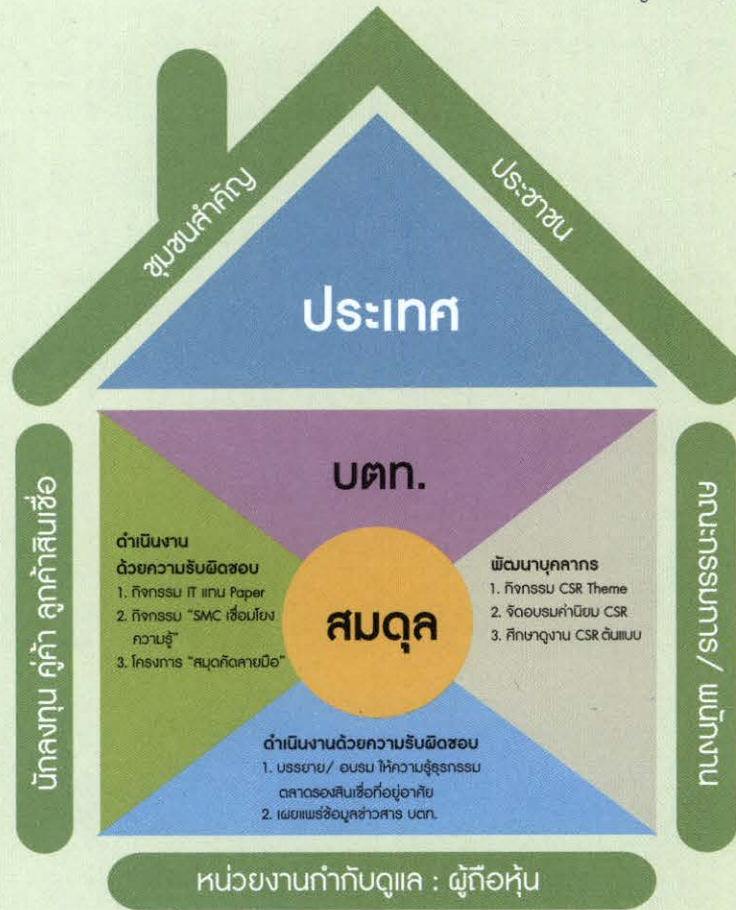 ชุมชนสำคัญ
ประชาชน
ประเทศ
บตท.
นักลงทุน คู่ค้า ลูกค้าสินเชื่อ
ดำเนินงาน
ด้วยความรับผิดชอบ
1. กิจกรรม IT แทน Paper
2. กิจกรรม "SMC เชื่อมโยง
ความรู้"
3. โครงการ "สมุดคัดลายมือ"
สมดุล
พัฒนาบุคลากร
1. กิจกรรม CSR Theme
2. จัดอบรมค่านิยม CSR
3. ศึกษาดูงาน CSR ต้นแบบ
คณะกรรมการ/ พนักงาน
ดำเนินงานด้วยความรับผิดชอบ
1. บรรยาย/ อบรม ให้ความรู้ธุรกรรม
ตลาดรองสินเชื่อที่อยู่อาศัย
2. เผยแพร่ข้อมูลข่าวสาร บตท.
หน่วยงานกำกับดูแล : ผู้ถือหุ้น